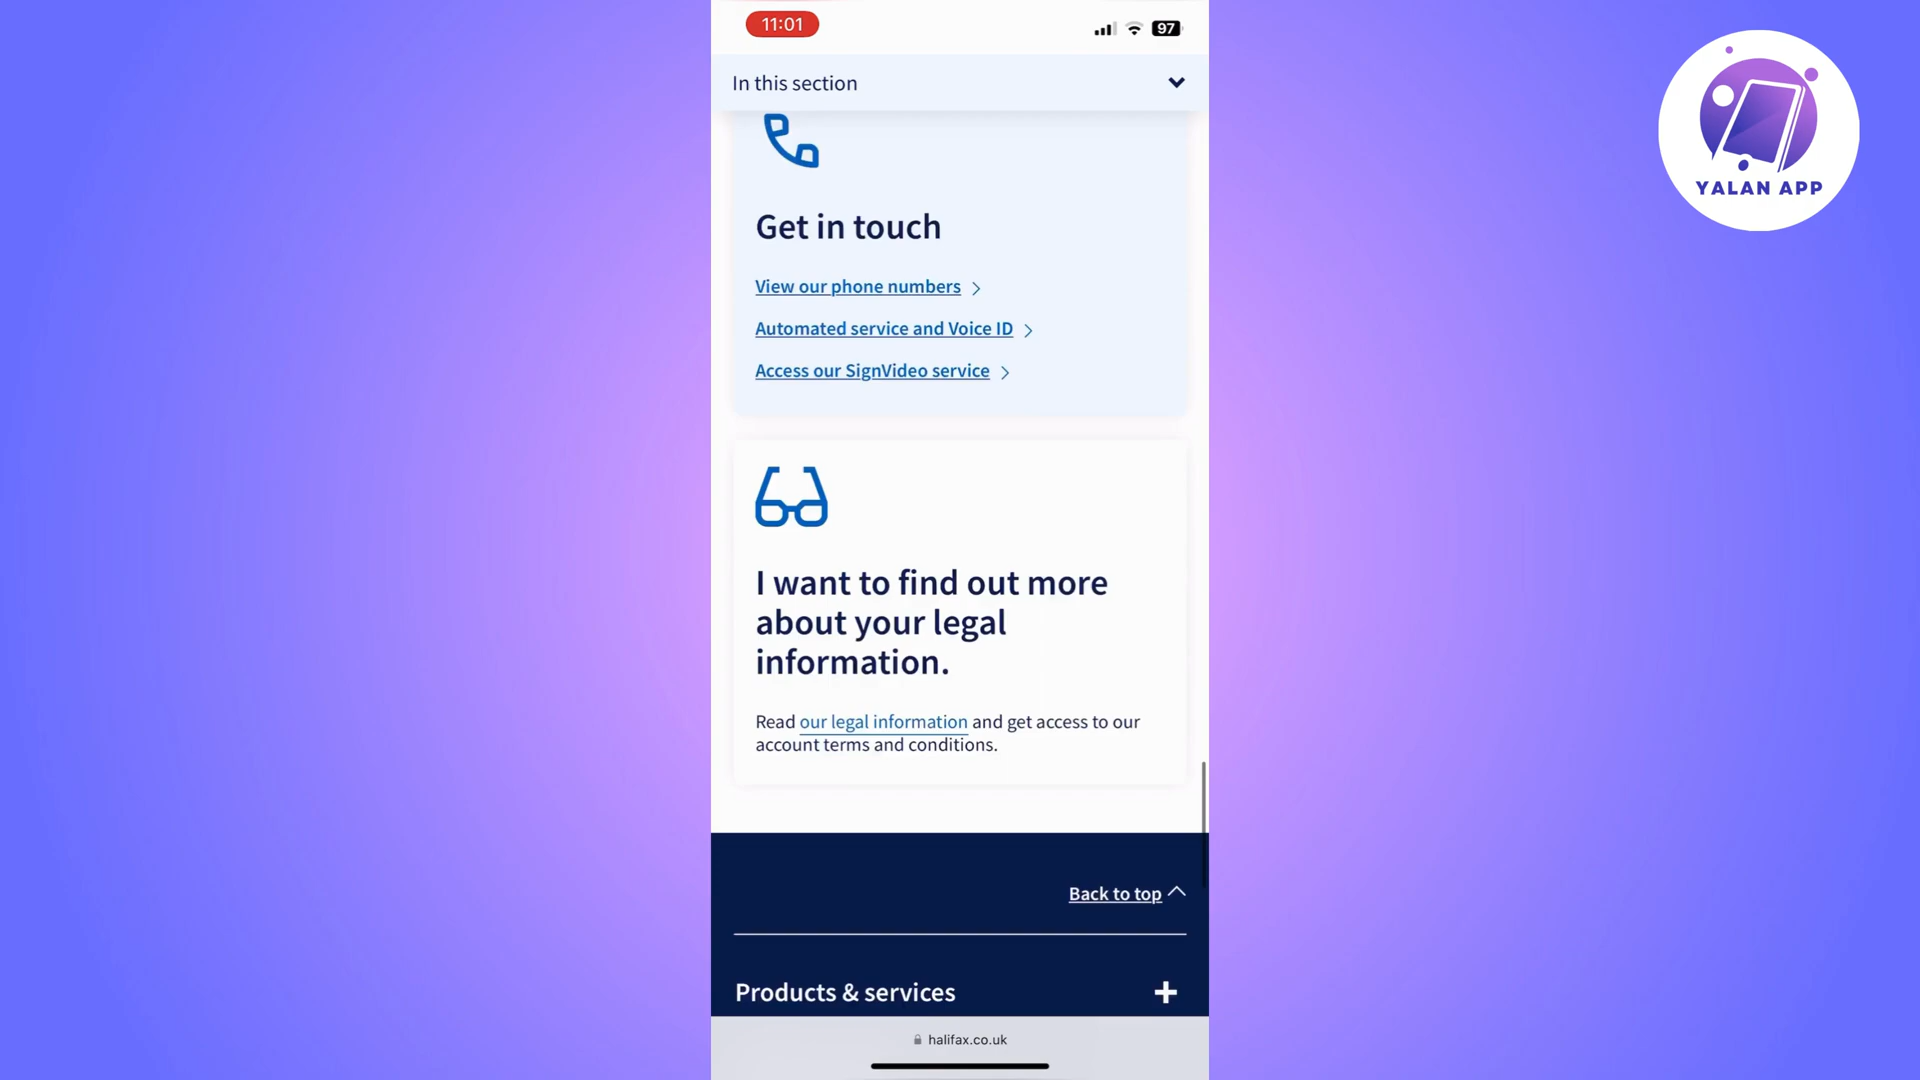 11:01
97
In this section
Get in touch
View our phone numbers
Automated service and Voice ID
Access our SignVideo service
I want to find out more
about your legal
information.
Read our legal information and get access to our
account terms and conditions.
Back to top
Products & services
halifax.co.uk
YALAN APP